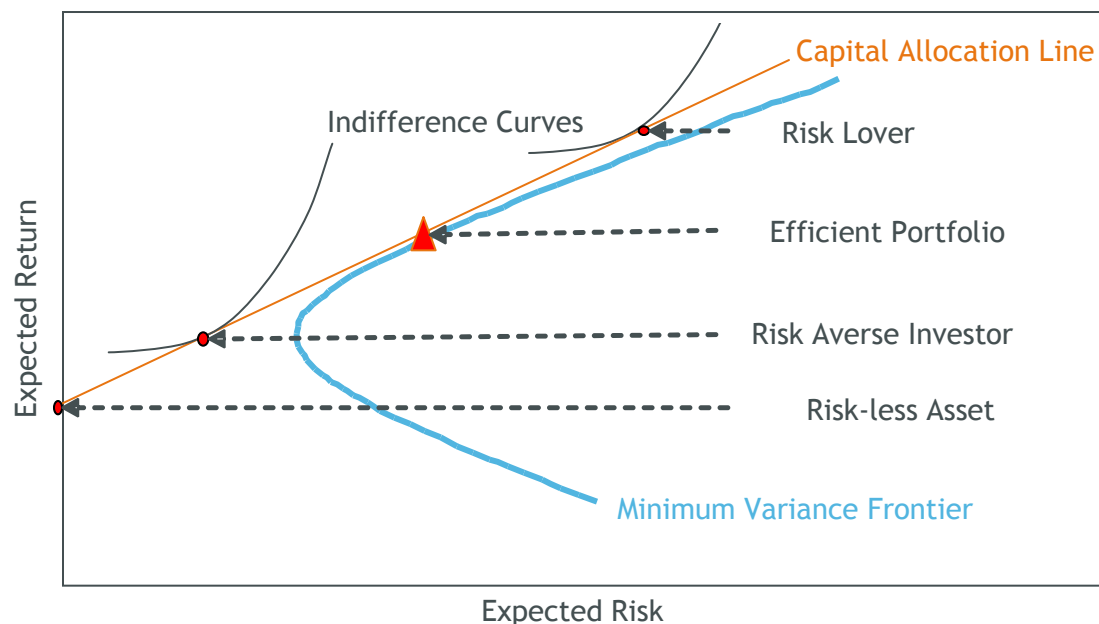 Capital Allocation Line
Indifference Curves
Risk Lover
Efficient Portfolio
Risk Averse Investor
Risk-less Asset
Minimum Variance Frontier
Expected Return
Expected Risk